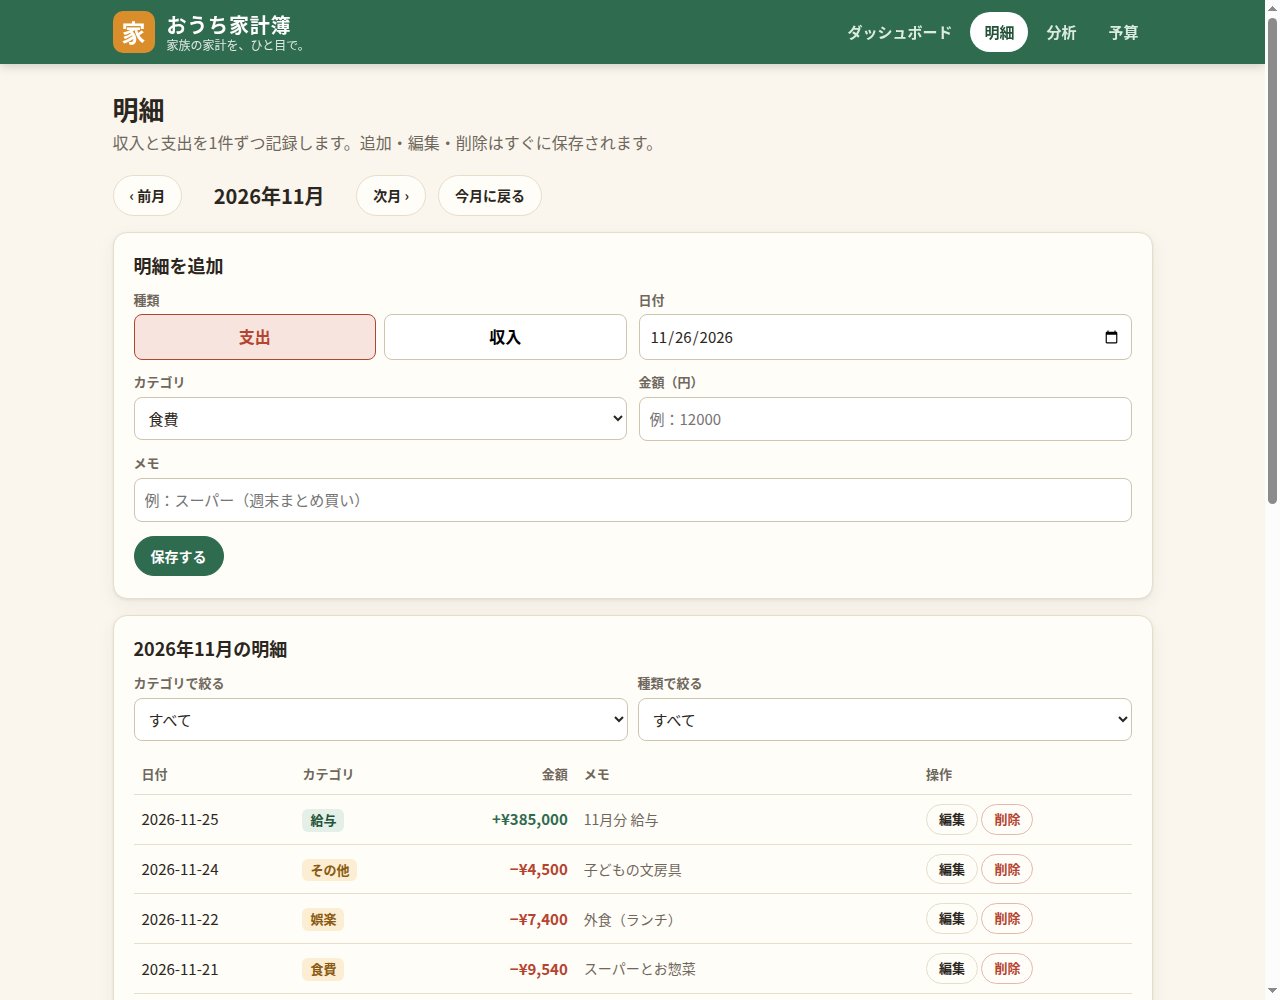 家
おうち家計簿
家族の家計を、ひと目で。
ダッシュボード 明細 分析 予算
明細
収入と支出を1件ずつ記録します。追加・編集・削除はすぐに保存されます。
‹ 前月 2026年11月 次月 › 今月に戻る
明細を追加
種類 日付
支出 収入 11/26/2026
カテゴリ 金額（円）
食費 例：12000
メモ
例：スーパー（週末まとめ買い）
保存する
2026年11月の明細
カテゴリで絞る 種類で絞る
すべて すべて
日付 カテゴリ 金額 メモ 操作
2026-11-25 給与 +¥385,000 11月分 給与 編集 削除
2026-11-24 その他 −¥4,500 子どもの文房具 編集 削除
2026-11-22 娯楽 −¥7,400 外食（ランチ） 編集 削除
2026-11-21 食費 −¥9,540 スーパーとお惣菜 編集 削除